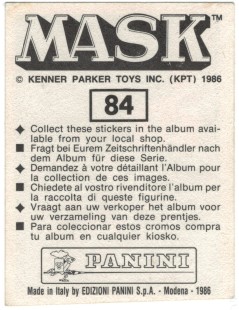 MASK™
© KENNER PARKER TOYS INC. (KPT) 1986
84
Collect these stickers in the album avai-
lable from your local shop.
Fragt bei Eurem Zeitschriftenhändler nach
dem Album für diese Serie.
Demandez à votre détaillant l'Album pour
la collection de ces images.
Chiedete al vostro rivenditore l'album per
la raccolta di queste figurine.
Vraagt aan uw verkoper het album voor
uw verzameling van deze prentjes.
Para coleccionar estos cromos compra
tu album en cualquier kiosko.
PANINI
Made in Italy by EDIZIONI PANINI S.p.A. - Modena - 1986